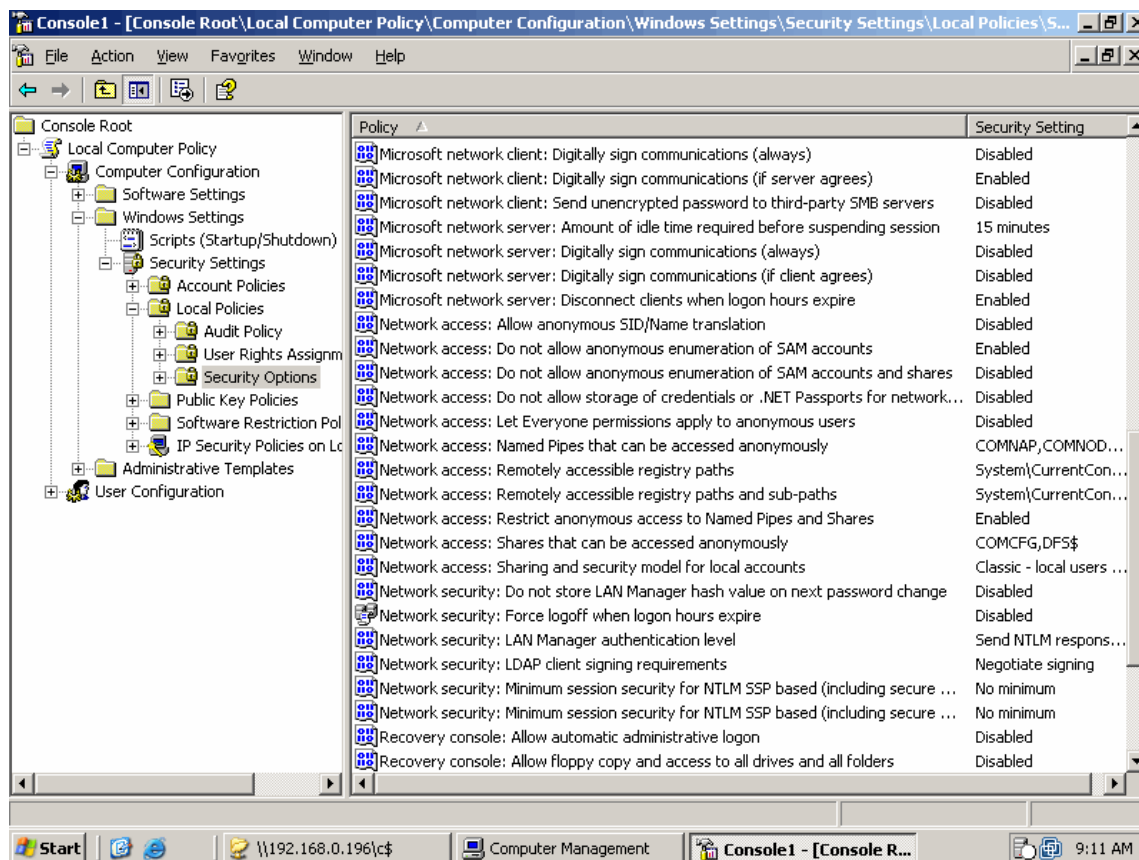 Console1 - [Console Root\Local Computer Policy\Computer Configuration\Windows Settings\Security Settings\Local Policies\S...
File Action View Favorites Window Help
Console Root
Local Computer Policy
Computer Configuration
Software Settings
Windows Settings
Scripts (Startup/Shutdown)
Security Settings
Account Policies
Local Policies
Audit Policy
User Rights Assignm
Security Options
Public Key Policies
Software Restriction Pol
IP Security Policies on Lo
Administrative Templates
User Configuration
Policy Security Setting
Microsoft network client: Digitally sign communications (always) Disabled
Microsoft network client: Digitally sign communications (if server agrees) Enabled
Microsoft network client: Send unencrypted password to third-party SMB servers Disabled
Microsoft network server: Amount of idle time required before suspending session 15 minutes
Microsoft network server: Digitally sign communications (always) Disabled
Microsoft network server: Digitally sign communications (if client agrees) Disabled
Microsoft network server: Disconnect clients when logon hours expire Enabled
Network access: Allow anonymous SID/Name translation Disabled
Network access: Do not allow anonymous enumeration of SAM accounts Enabled
Network access: Do not allow anonymous enumeration of SAM accounts and shares Disabled
Network access: Do not allow storage of credentials or .NET Passports for network... Disabled
Network access: Let Everyone permissions apply to anonymous users Disabled
Network access: Named Pipes that can be accessed anonymously COMNAP,COMNOD...
Network access: Remotely accessible registry paths System\CurrentCon...
Network access: Remotely accessible registry paths and sub-paths System\CurrentCon...
Network access: Restrict anonymous access to Named Pipes and Shares Enabled
Network access: Shares that can be accessed anonymously COMCFG,DFS$
Network access: Sharing and security model for local accounts Classic - local users ...
Network security: Do not store LAN Manager hash value on next password change Disabled
Network security: Force logoff when logon hours expire Disabled
Network security: LAN Manager authentication level Send NTLM respons...
Network security: LDAP client signing requirements Negotiate signing
Network security: Minimum session security for NTLM SSP based (including secure ... No minimum
Network security: Minimum session security for NTLM SSP based (including secure ... No minimum
Recovery console: Allow automatic administrative logon Disabled
Recovery console: Allow floppy copy and access to all drives and all folders Disabled
Start \\192.168.0.196\c$ Computer Management Console1 - [Console R... 9:11 AM